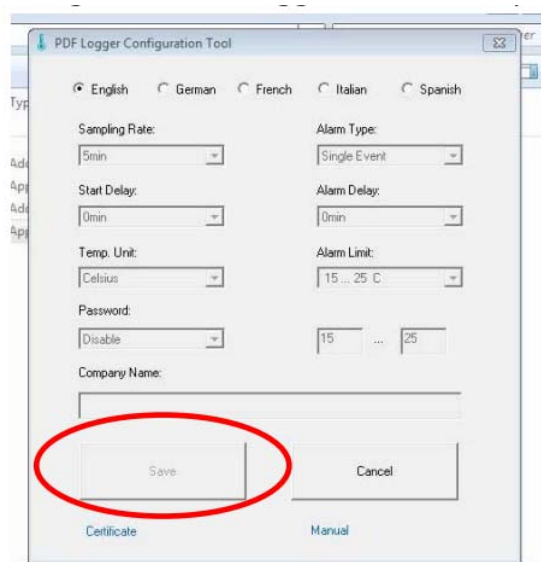 PDF Logger Configuration Tool
English German French Italian Spanish
Sampling Rate: Alarm Type:
5min Single Event
Start Delay: Alarm Delay:
0min 0min
Temp. Unit: Alarm Limit:
Celsius 15 ... 25 C
Password:
Disable 15 ... 25
Company Name:
Save Cancel
Certificate Manual